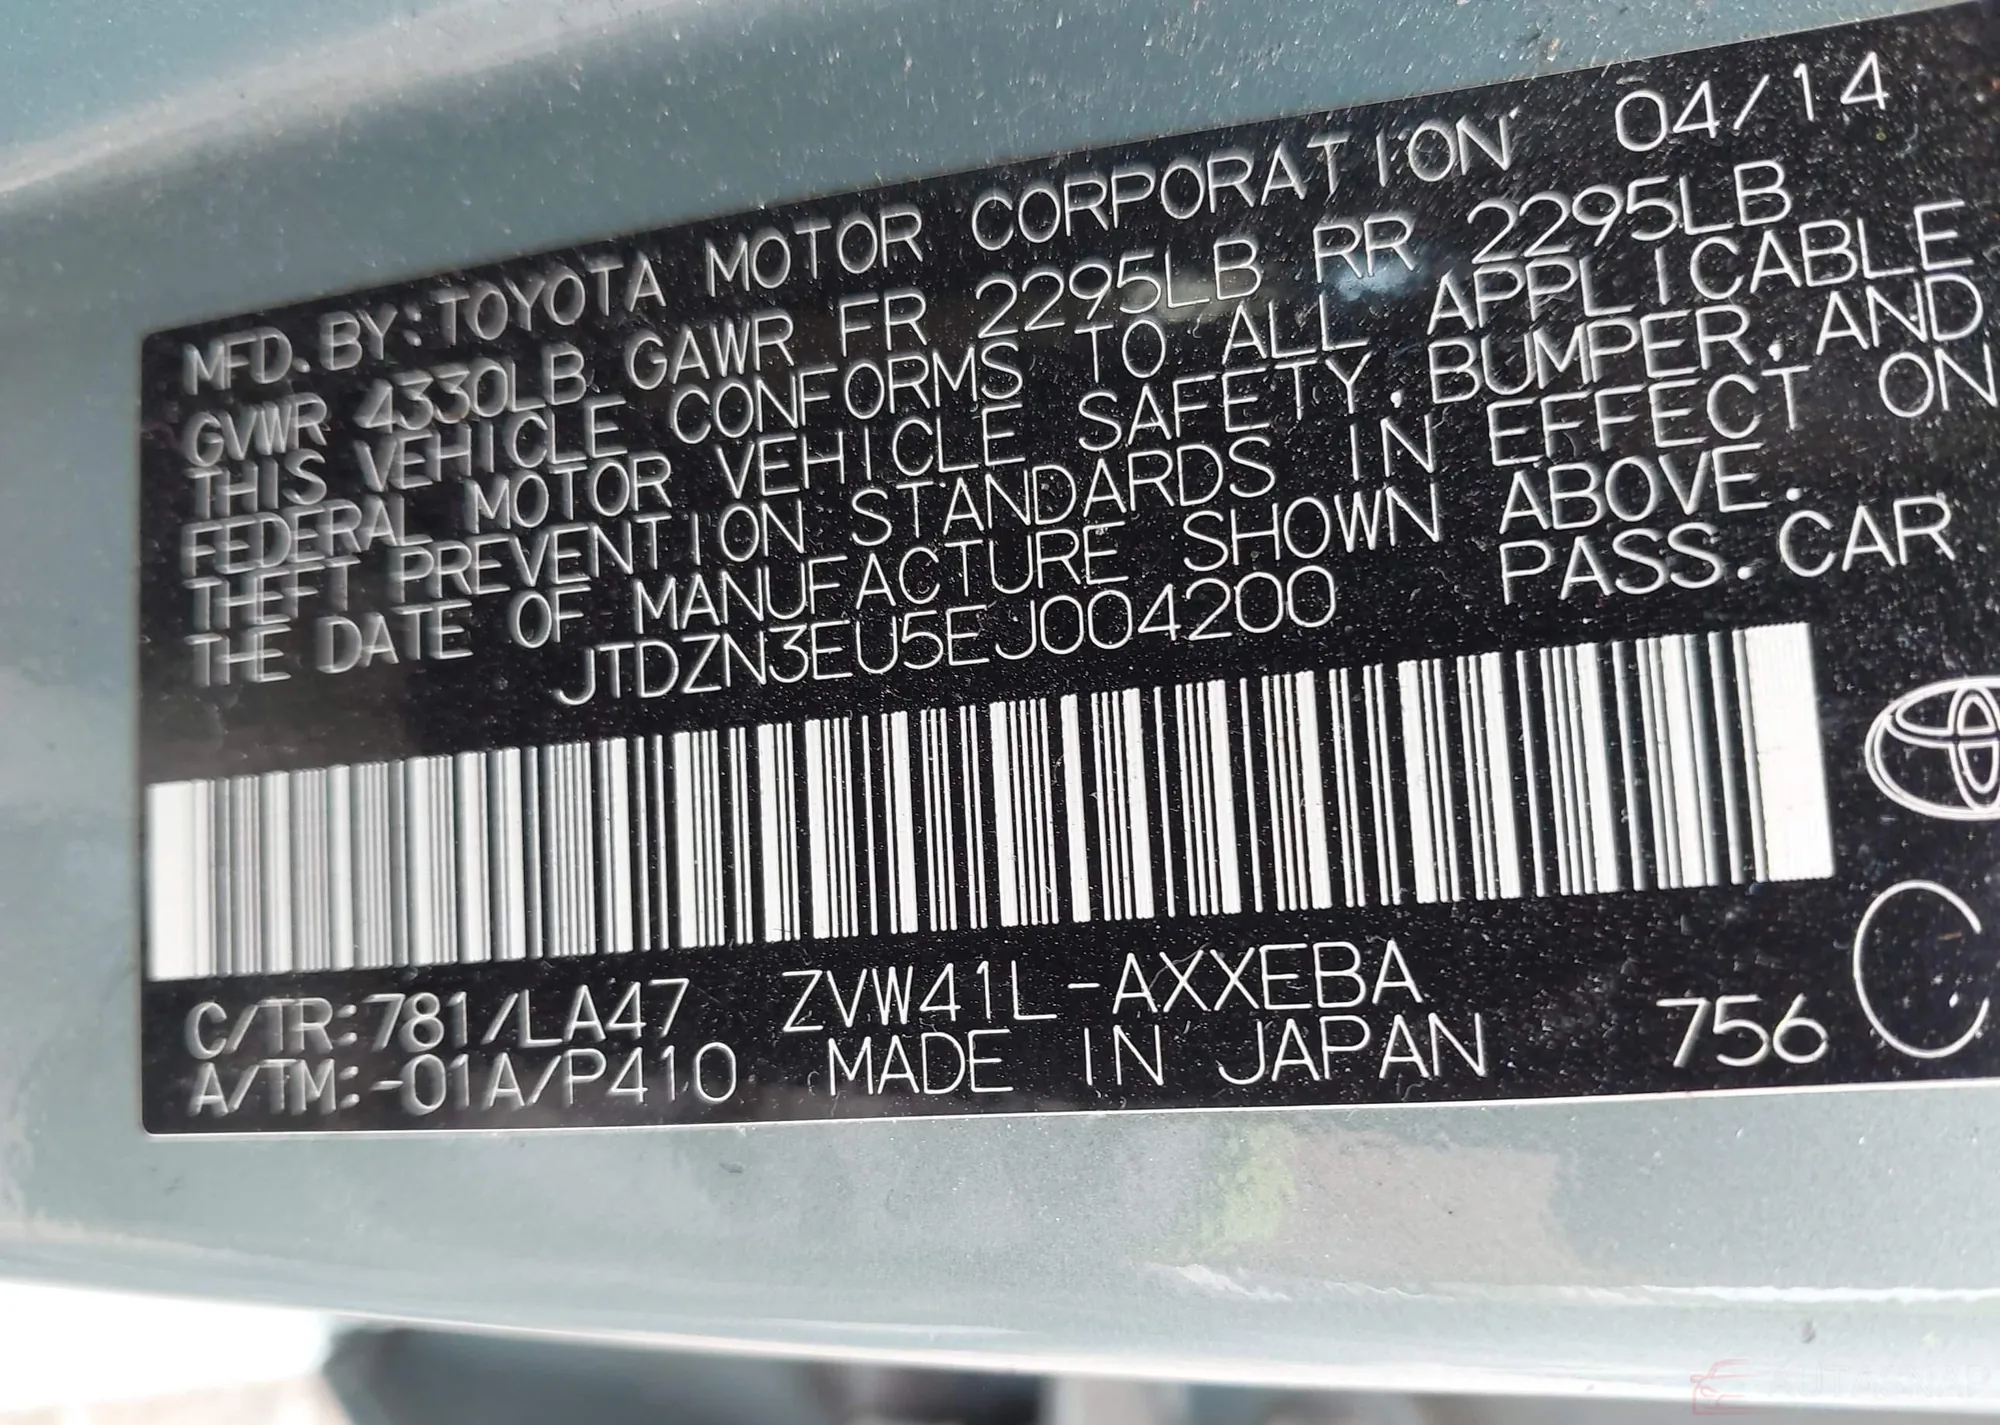 MFD. BY: TOYOTA MOTOR CORPORATION 04/14
GVWR 4330LB GAWR FR 2295LB RR 2295LB
THIS VEHICLE CONFORMS TO ALL APPLICABLE
FEDERAL MOTOR VEHICLE SAFETY, BUMPER, AND
THEFT PREVENTION STANDARDS IN EFFECT ON
THE DATE OF MANUFACTURE SHOWN ABOVE.
JTDZN3EU5EJ004200 PASS. CAR
C/TR: 781/LA47 ZVW41L-AXXEBA
A/TM: -01A/P410 MADE IN JAPAN 756 C